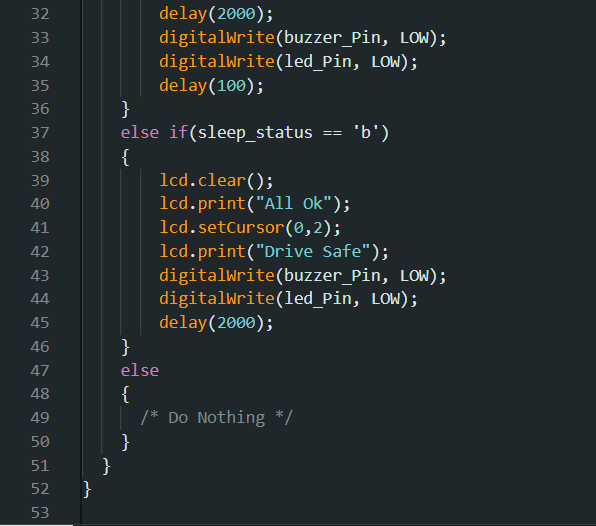 32 delay(2000);
33 digitalWrite(buzzer_Pin, LOW);
34 digitalWrite(led_Pin, LOW);
35 delay(100);
36 }
37 else if(sleep_status == 'b')
38 {
39 lcd.clear();
40 lcd.print("All Ok");
41 lcd.setCursor(0,2);
42 lcd.print("Drive Safe");
43 digitalWrite(buzzer_Pin, LOW);
44 digitalWrite(led_Pin, LOW);
45 delay(2000);
46 }
47 else
48 {
49 /* Do Nothing */
50 }
51 }
52 }
53